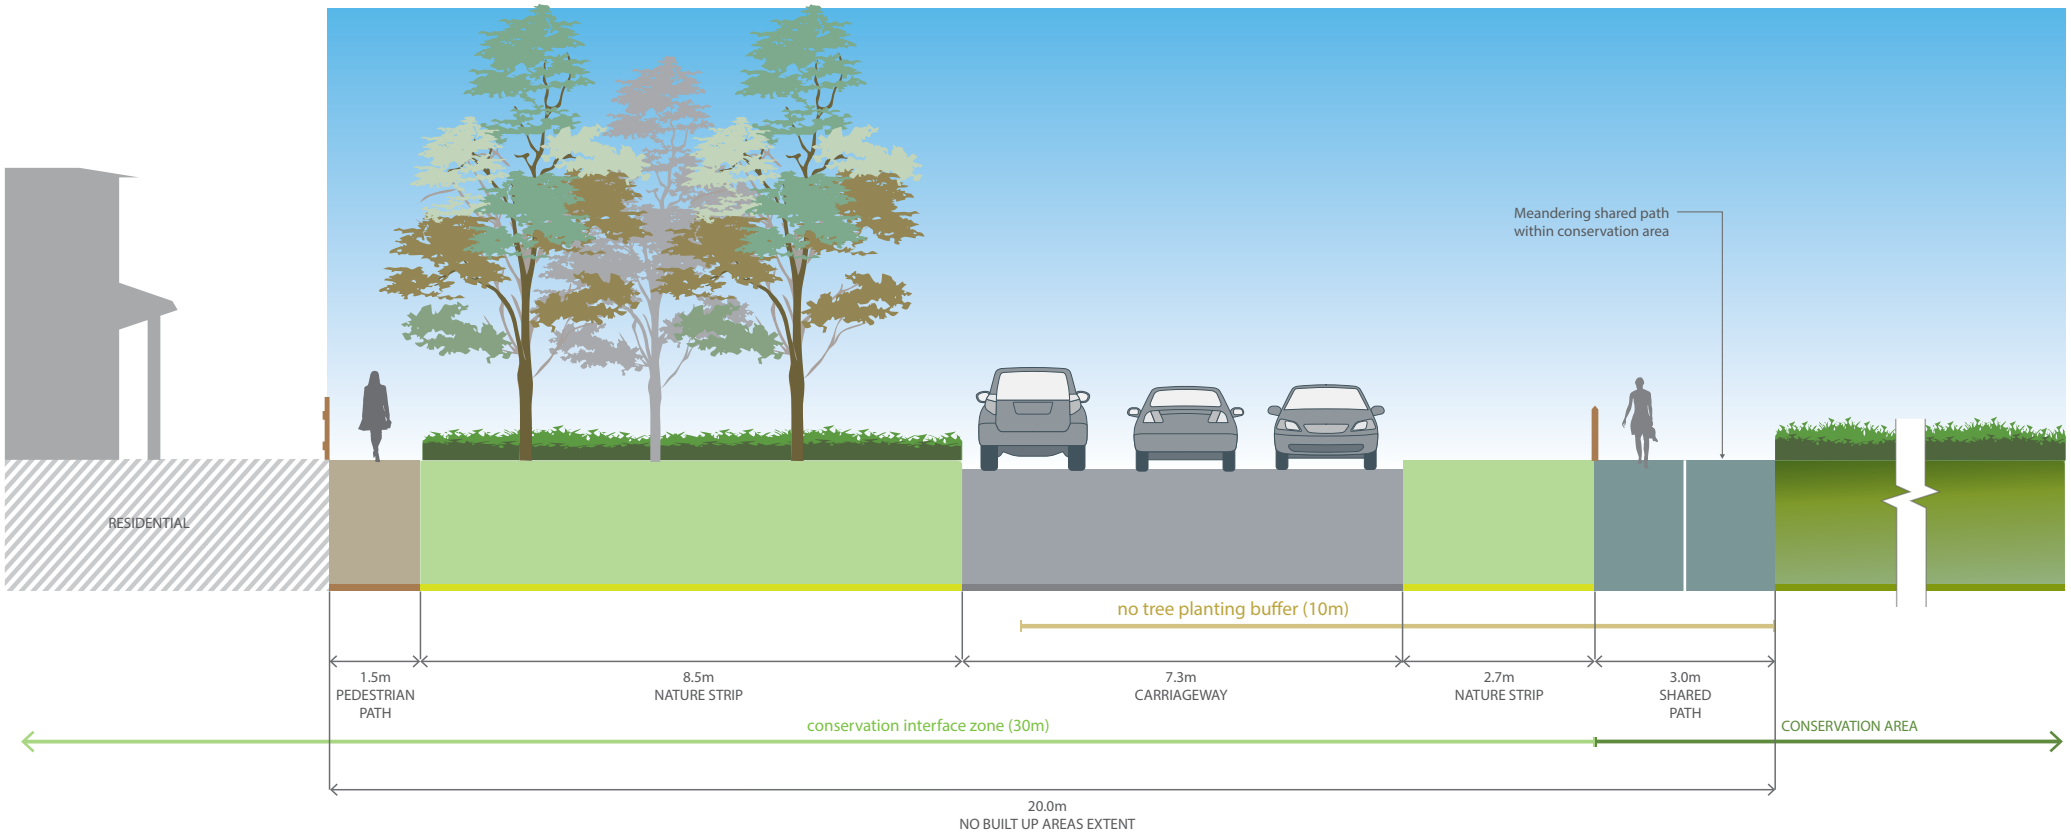 Meandering shared path
within conservation area
RESIDENTIAL
no tree planting buffer (10m)
1.5m
PEDESTRIAN
PATH
8.5m
NATURE STRIP
7.3m
CARRIAGEWAY
2.7m
NATURE STRIP
3.0m
SHARED
PATH
conservation interface zone (30m)
CONSERVATION AREA
20.0m
NO BUILT UP AREAS EXTENT